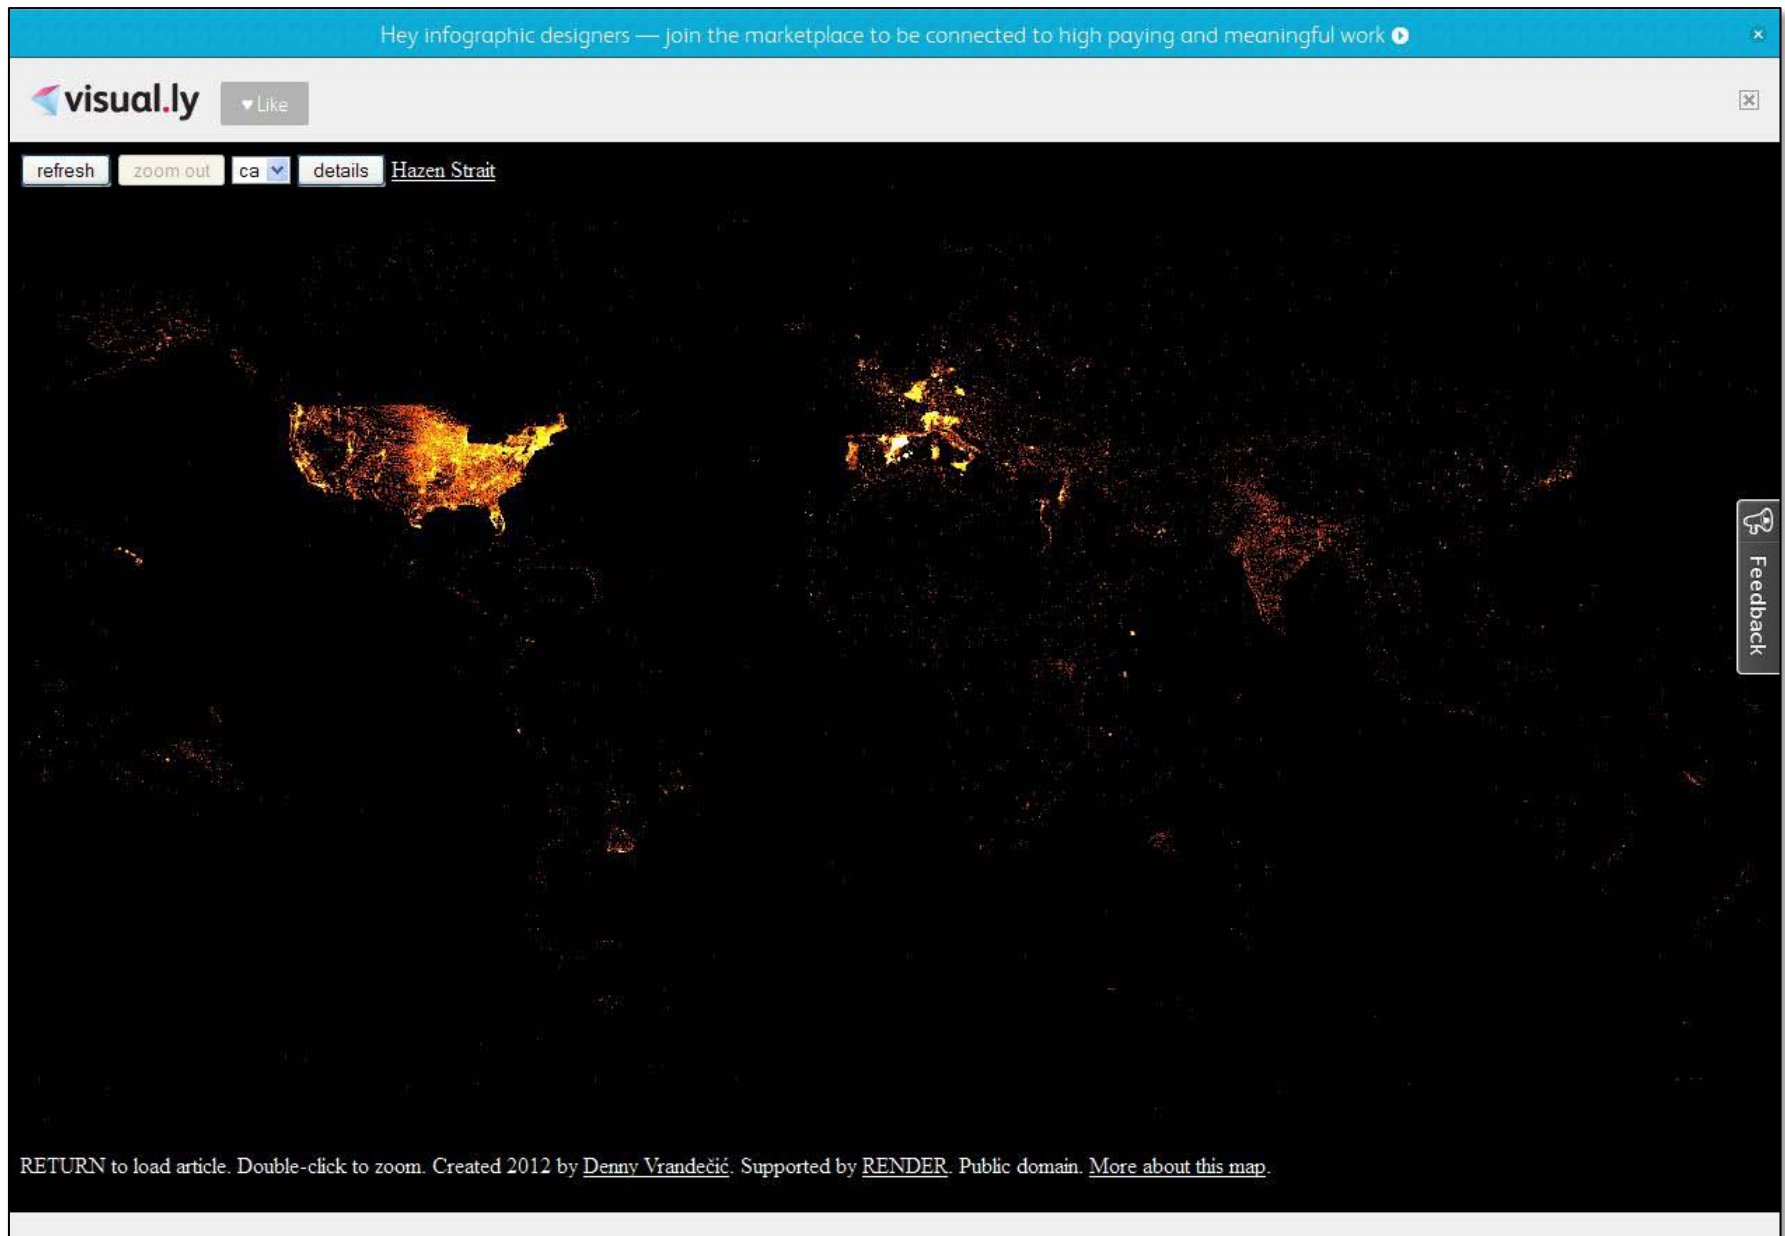 Hey infographic designers — join the marketplace to be connected to high paying and meaningful work
visual.ly ♥ Like
refresh zoom out ca details Hazen Strait
Feedback
RETURN to load article. Double-click to zoom. Created 2012 by Denny Vrandečić. Supported by RENDER. Public domain. More about this map.